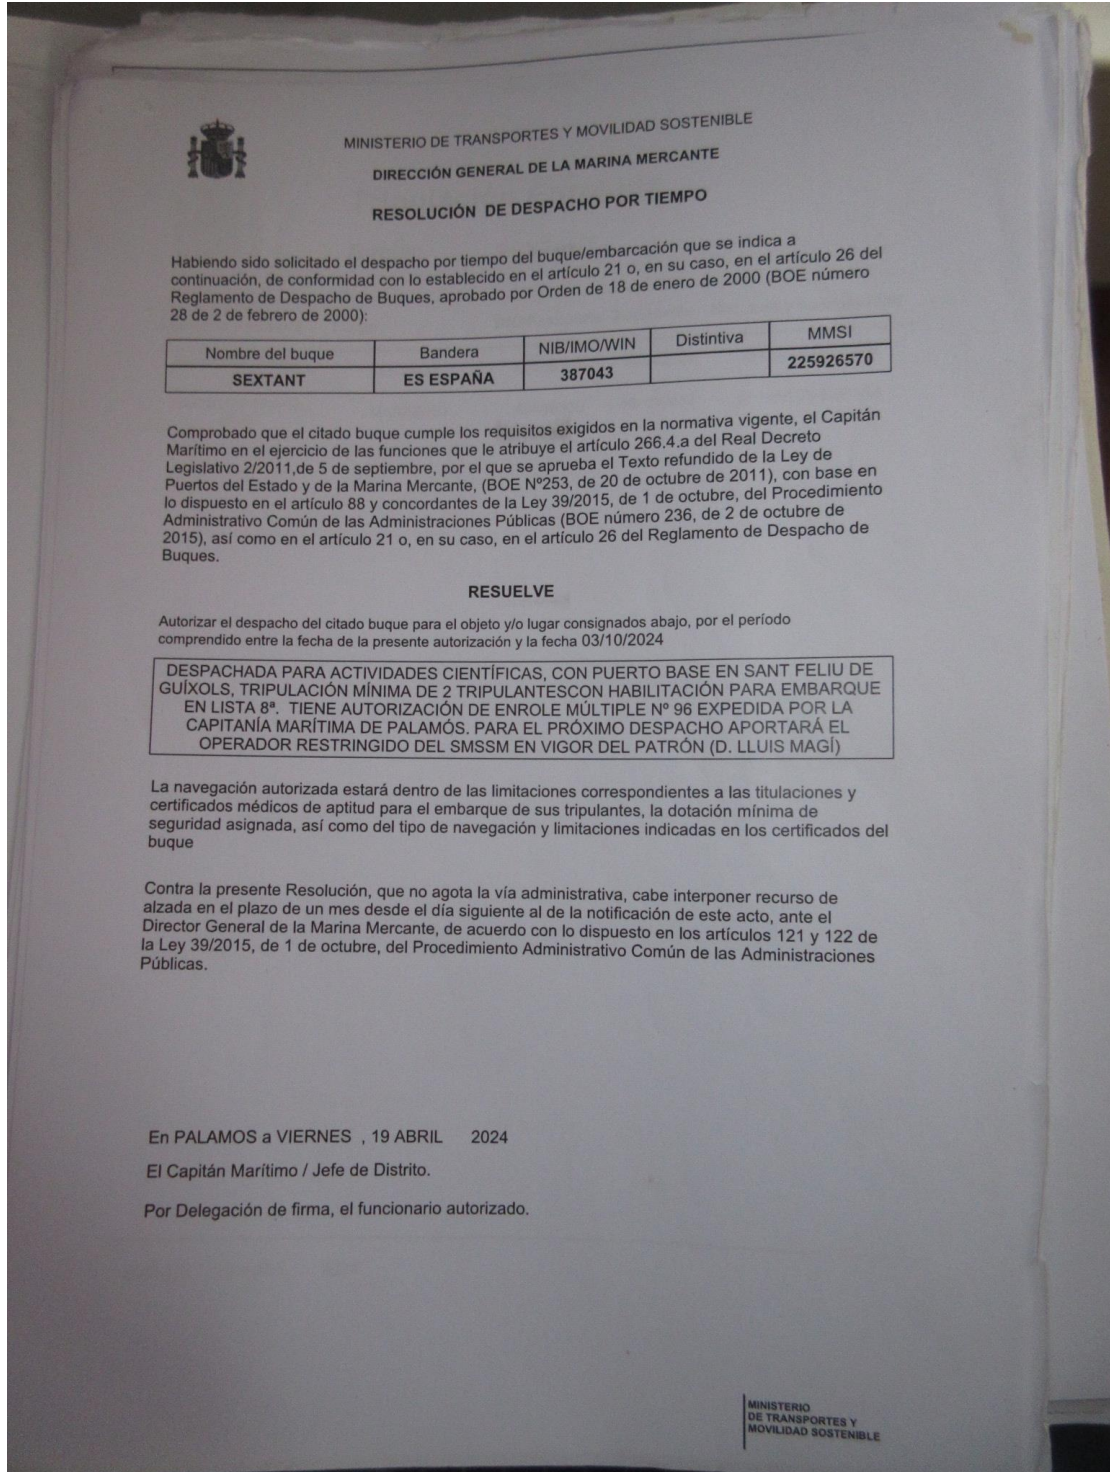 MINISTERIO DE TRANSPORTES Y MOVILIDAD SOSTENIBLE
DIRECCIÓN GENERAL DE LA MARINA MERCANTE
RESOLUCIÓN DE DESPACHO POR TIEMPO
Habiendo sido solicitado el despacho por tiempo del buque/embarcación que se indica a
continuación, de conformidad con lo establecido en el artículo 21 o, en su caso, en el artículo 26 del
Reglamento de Despacho de Buques, aprobado por Orden de 18 de enero de 2000 (BOE número
28 de 2 de febrero de 2000):
Nombre del buque Bandera NIB/IMO/WIN Distintiva MMSI
SEXTANT ES ESPAÑA 387043 225926570
Comprobado que el citado buque cumple los requisitos exigidos en la normativa vigente, el Capitán
Marítimo en el ejercicio de las funciones que le atribuye el artículo 266.4.a del Real Decreto
Legislativo 2/2011,de 5 de septiembre, por el que se aprueba el Texto refundido de la Ley de
Puertos del Estado y de la Marina Mercante, (BOE Nº253, de 20 de octubre de 2011), con base en
lo dispuesto en el artículo 88 y concordantes de la Ley 39/2015, de 1 de octubre, del Procedimiento
Administrativo Común de las Administraciones Públicas (BOE número 236, de 2 de octubre de
2015), así como en el artículo 21 o, en su caso, en el artículo 26 del Reglamento de Despacho de
Buques.
RESUELVE
Autorizar el despacho del citado buque para el objeto y/o lugar consignados abajo, por el período
comprendido entre la fecha de la presente autorización y la fecha 03/10/2024
DESPACHADA PARA ACTIVIDADES CIENTÍFICAS, CON PUERTO BASE EN SANT FELIU DE
GUÍXOLS, TRIPULACIÓN MÍNIMA DE 2 TRIPULANTESCON HABILITACIÓN PARA EMBARQUE
EN LISTA 8ª. TIENE AUTORIZACIÓN DE ENROLE MÚLTIPLE Nº 96 EXPEDIDA POR LA
CAPITANÍA MARÍTIMA DE PALAMÓS. PARA EL PRÓXIMO DESPACHO APORTARÁ EL
OPERADOR RESTRINGIDO DEL SMSSM EN VIGOR DEL PATRÓN (D. LLUIS MAGÍ)
La navegación autorizada estará dentro de las limitaciones correspondientes a las titulaciones y
certificados médicos de aptitud para el embarque de sus tripulantes, la dotación mínima de
seguridad asignada, así como del tipo de navegación y limitaciones indicadas en los certificados del
buque
Contra la presente Resolución, que no agota la vía administrativa, cabe interponer recurso de
alzada en el plazo de un mes desde el día siguiente al de la notificación de este acto, ante el
Director General de la Marina Mercante, de acuerdo con lo dispuesto en los artículos 121 y 122 de
la Ley 39/2015, de 1 de octubre, del Procedimiento Administrativo Común de las Administraciones
Públicas.
En PALAMOS a VIERNES , 19 ABRIL 2024
El Capitán Marítimo / Jefe de Distrito.
Por Delegación de firma, el funcionario autorizado.
MINISTERIO
DE TRANSPORTES Y
MOVILIDAD SOSTENIBLE